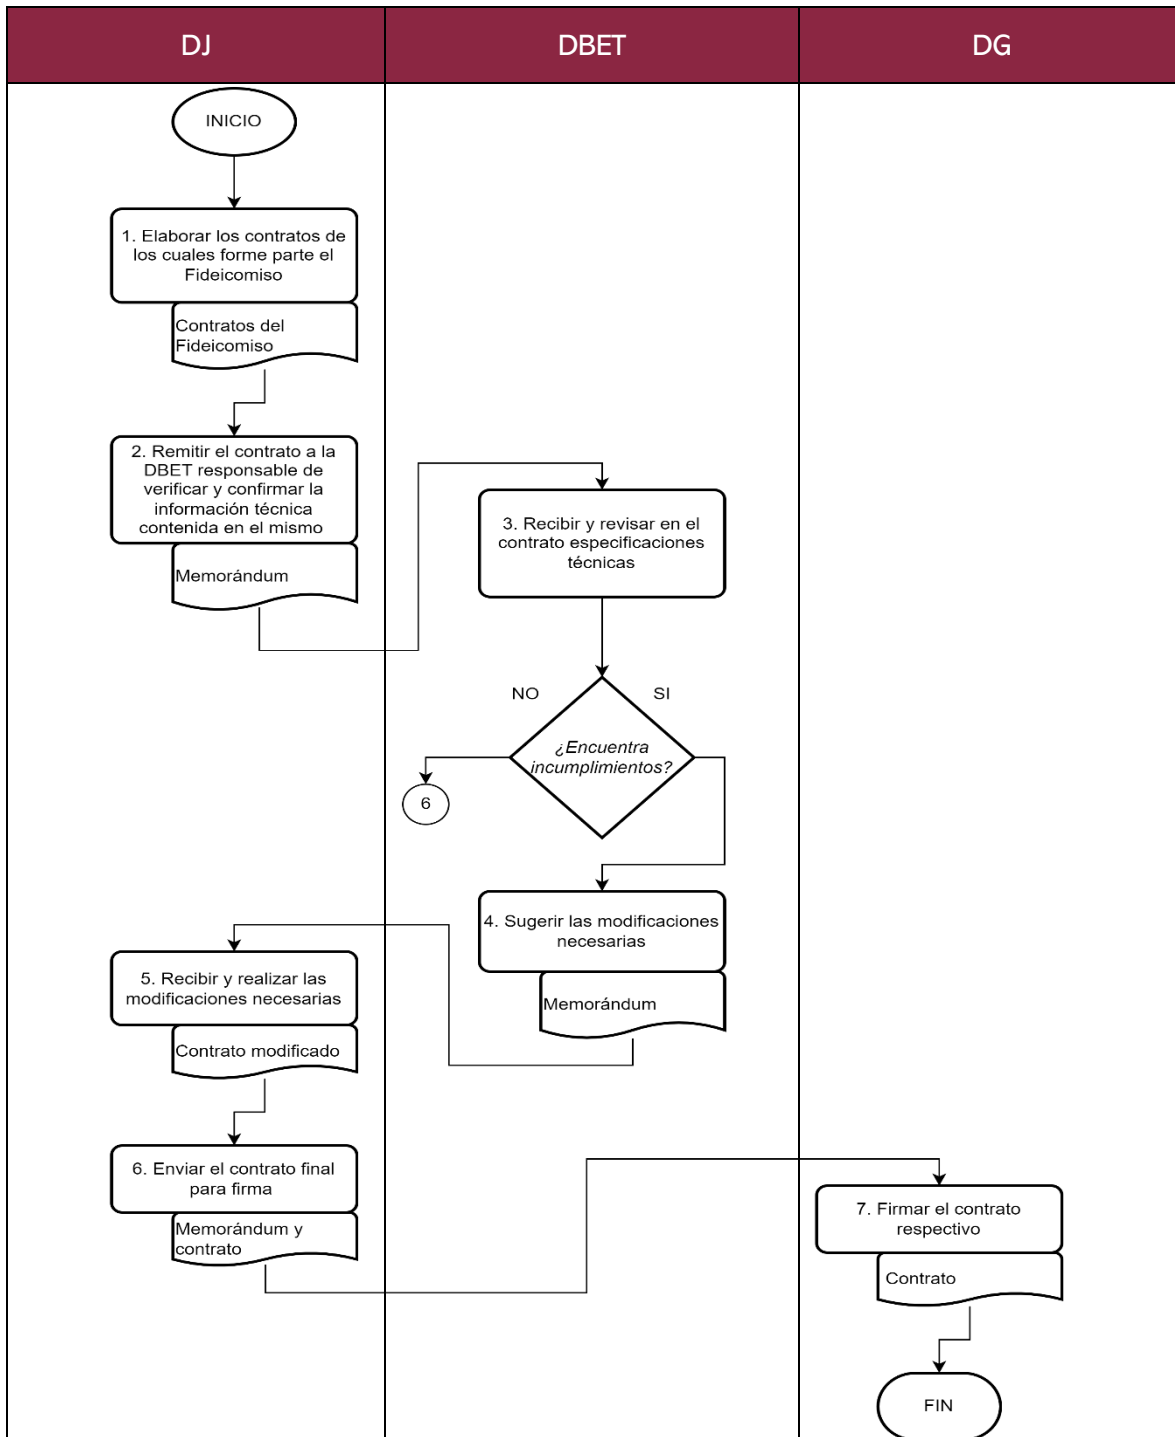 DJ
DBET
DG
INICIO
1. Elaborar los contratos de
los cuales forme parte el
Fideicomiso
Contratos del
Fideicomiso
2. Remitir el contrato a la
DBET responsable de
verificar y confirmar la
información técnica
contenida en el mismo
Memorándum
3. Recibir y revisar en el
contrato especificaciones
técnicas
NO
SI
¿Encuentra
incumplimientos?
6
4. Sugerir las modificaciones
necesarias
Memorándum
5. Recibir y realizar las
modificaciones necesarias
Contrato modificado
6. Enviar el contrato final
para firma
Memorándum y
contrato
7. Firmar el contrato
respectivo
Contrato
FIN